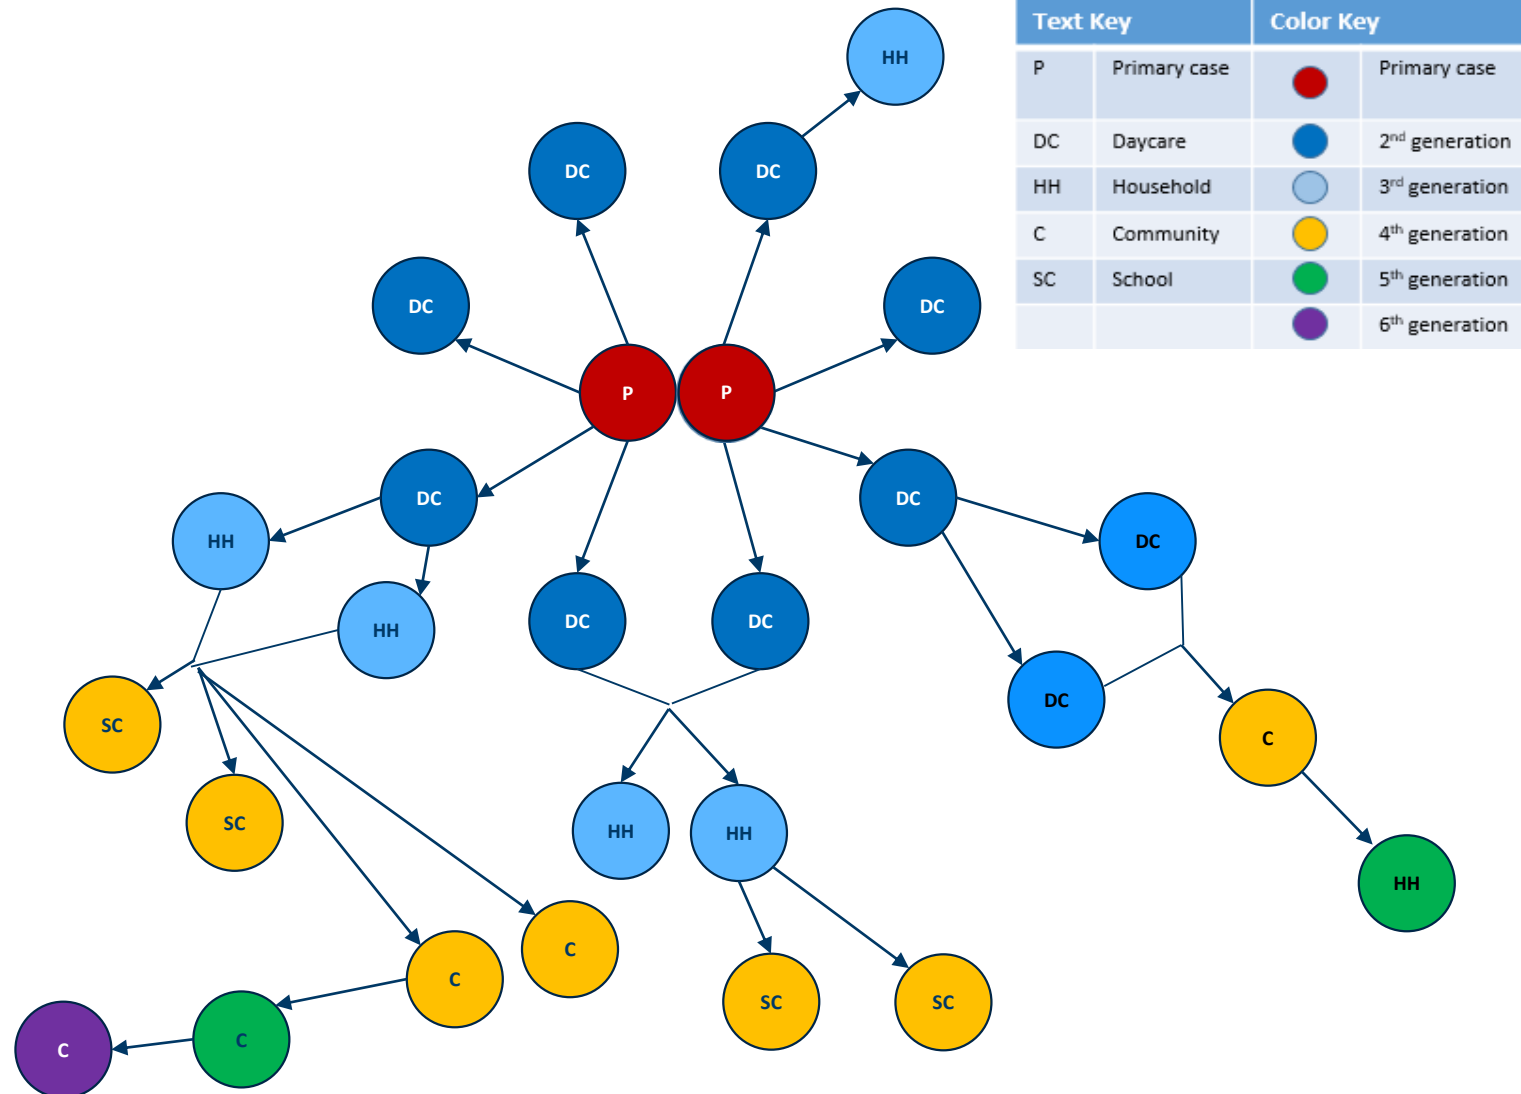 Text Key Color Key
P Primary case Primary case
DC Daycare 2nd generation
HH Household 3rd generation
C Community 4th generation
SC School 5th generation
6th generation
HH
DC DC
DC DC
P P
DC DC
HH DC
HH DC DC
DC
SC C
SC HH HH
HH
C
C SC SC
C C